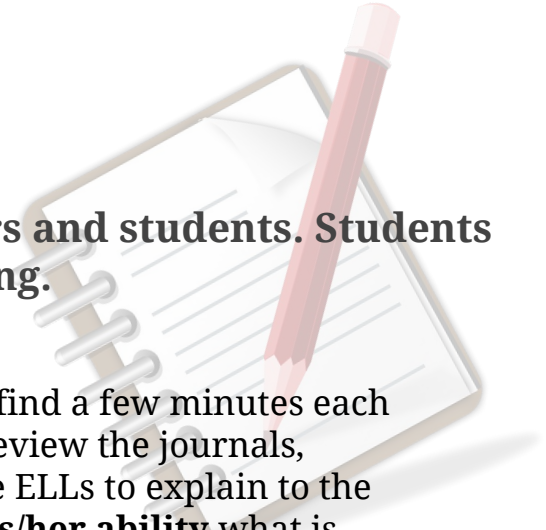 rs and students. Students
ng.
find a few minutes each
eview the journals,
e ELLs to explain to the
s/her ability what is